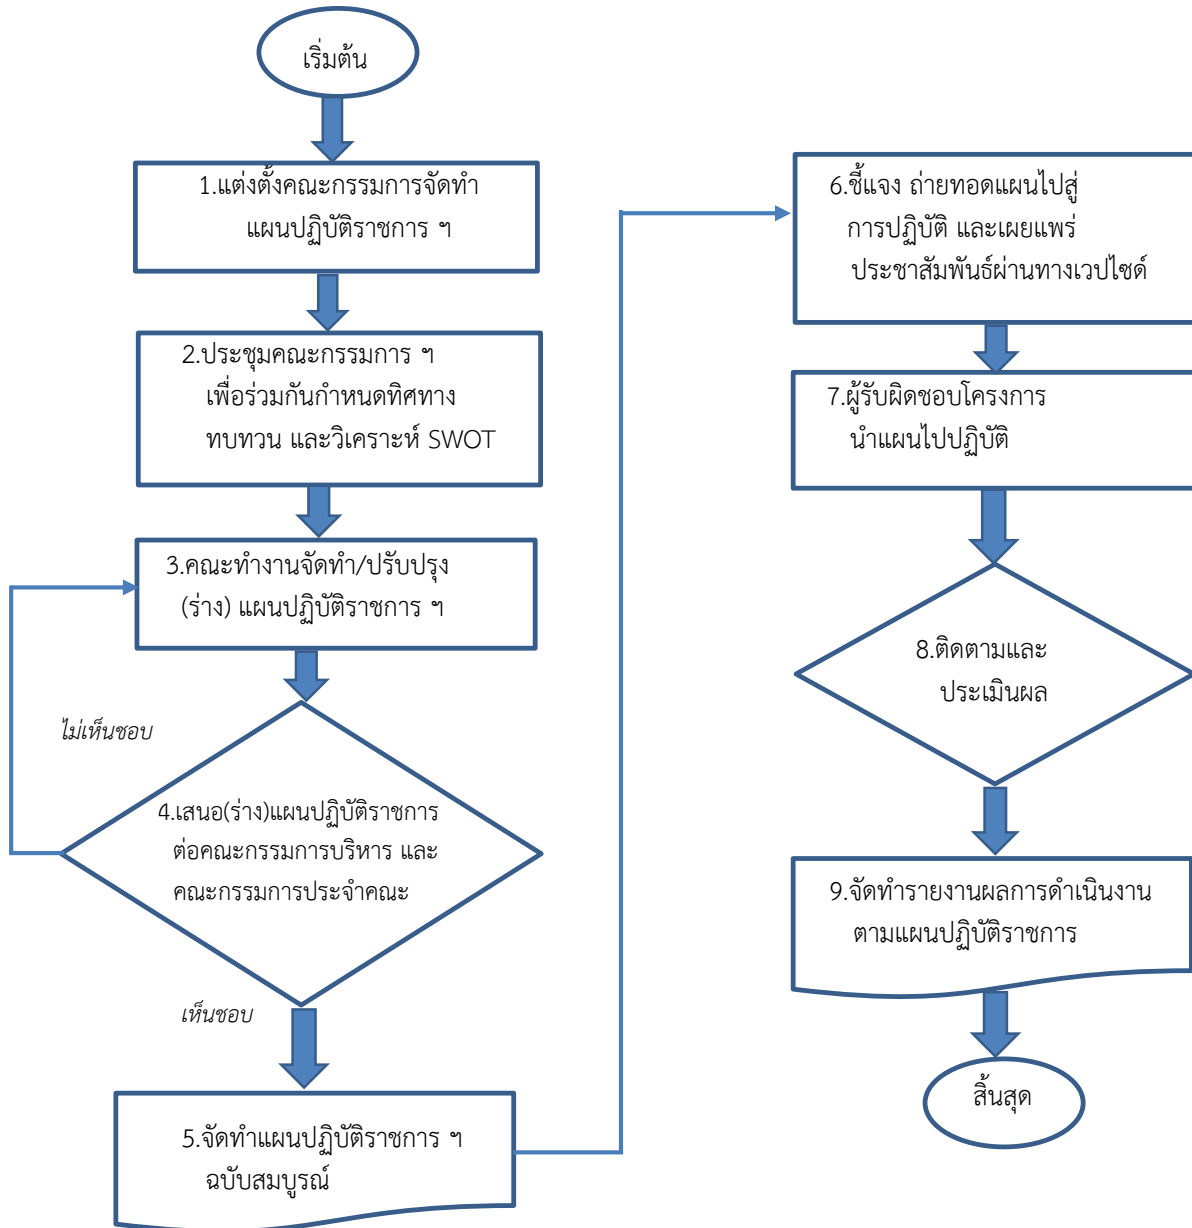 เริ่มต้น
1.แต่งตั้งคณะกรรมการจัดทำ
แผนปฏิบัติราชการ ฯ
2.ประชุมคณะกรรมการ ฯ
เพื่อร่วมกันกำหนดทิศทาง
ทบทวน และวิเคราะห์ SWOT
3.คณะทำงานจัดทำ/ปรับปรุง
(ร่าง) แผนปฏิบัติราชการ ฯ
ไม่เห็นชอบ
4.เสนอ(ร่าง)แผนปฏิบัติราชการ
ต่อคณะกรรมการบริหาร และ
คณะกรรมการประจำคณะ
เห็นชอบ
5.จัดทำแผนปฏิบัติราชการ ฯ
ฉบับสมบูรณ์
6.ชี้แจง ถ่ายทอดแผนไปสู่
การปฏิบัติ และเผยแพร่
ประชาสัมพันธ์ผ่านทางเวปไซด์
7.ผู้รับผิดชอบโครงการ
นำแผนไปปฏิบัติ
8.ติดตามและ
ประเมินผล
9.จัดทำรายงานผลการดำเนินงาน
ตามแผนปฏิบัติราชการ
สิ้นสุด